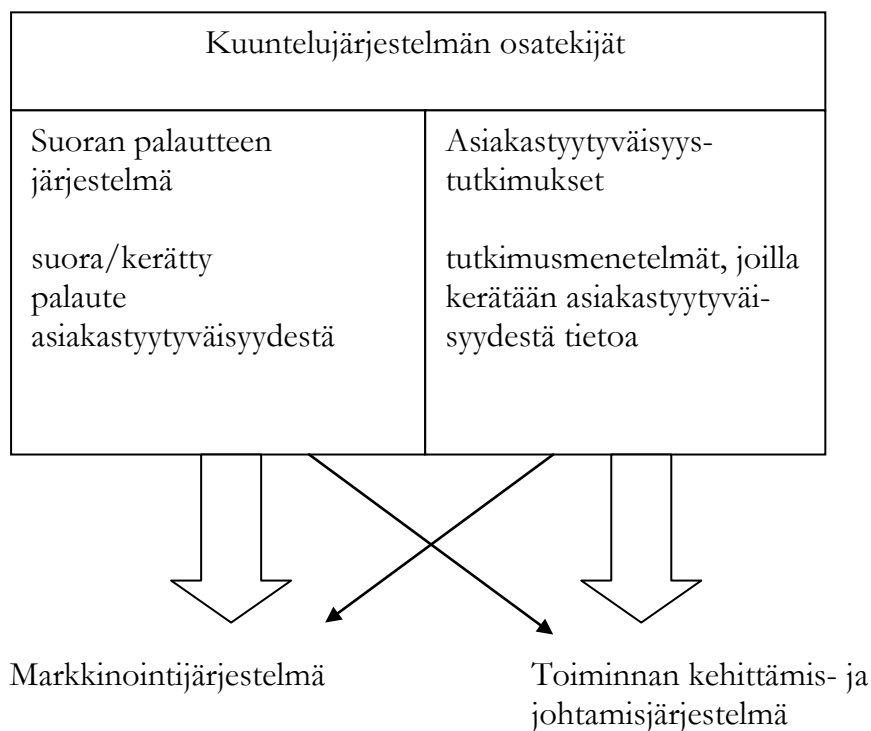 Kuuntelujärjestelmän osatekijät
Suoran palautteen
järjestelmä
suora/kerätty
palaute
asiakastyytyväisyydestä
Asiakastyytyväisyys-
tutkimukset
tutkimusmenetelmät, joilla
kerätään asiakastyytyväi-
syydestä tietoa
Markkinointijärjestelmä
Toiminnan kehittämis- ja
johtamisjärjestelmä